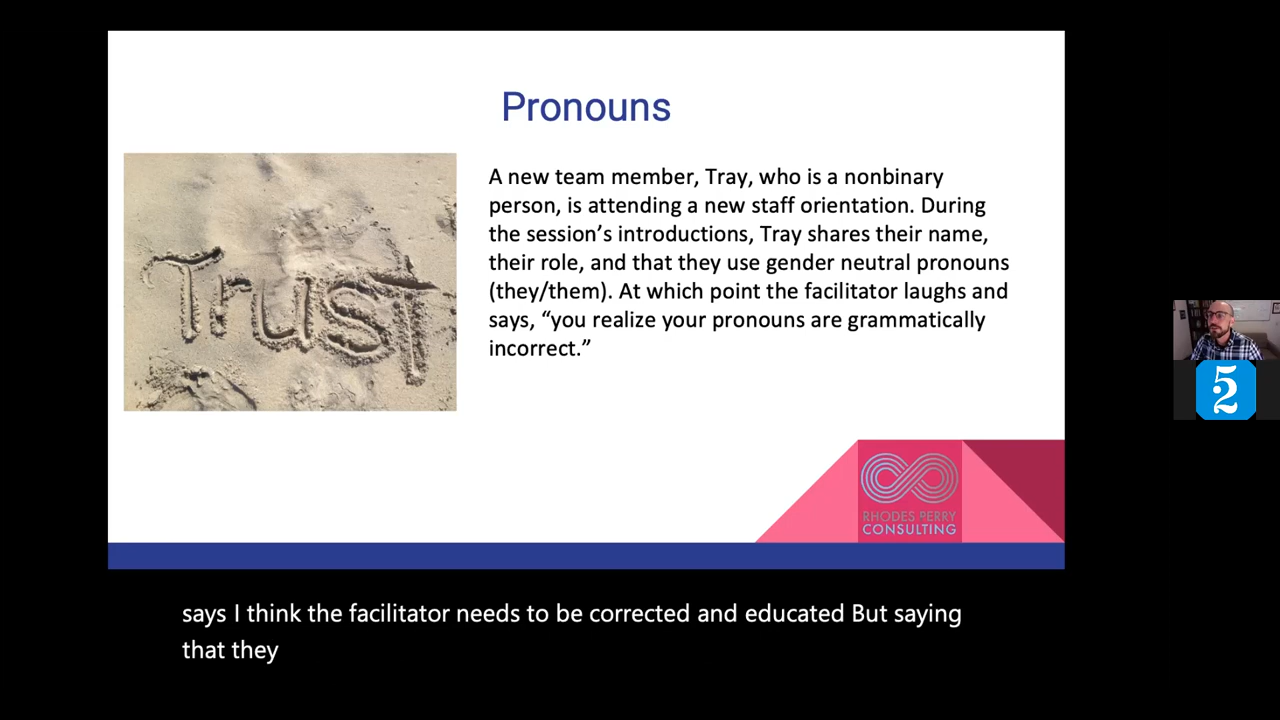 Pronouns
Trust
A new team member, Tray, who is a nonbinary
person, is attending a new staff orientation. During
the session’s introductions, Tray shares their name,
their role, and that they use gender neutral pronouns
(they/them). At which point the facilitator laughs and
says, “you realize your pronouns are grammatically
incorrect.”
RHODES PERRY
CONSULTING
52
says I think the facilitator needs to be corrected and educated But saying
that they